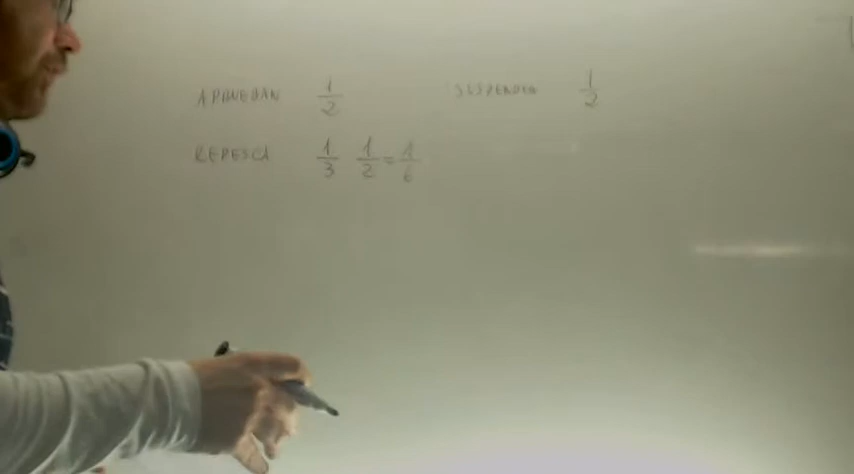 APRUEBAN 1/2 SUSPENDEN 1/2
REPESCA 1/3 1/2 = 1/6